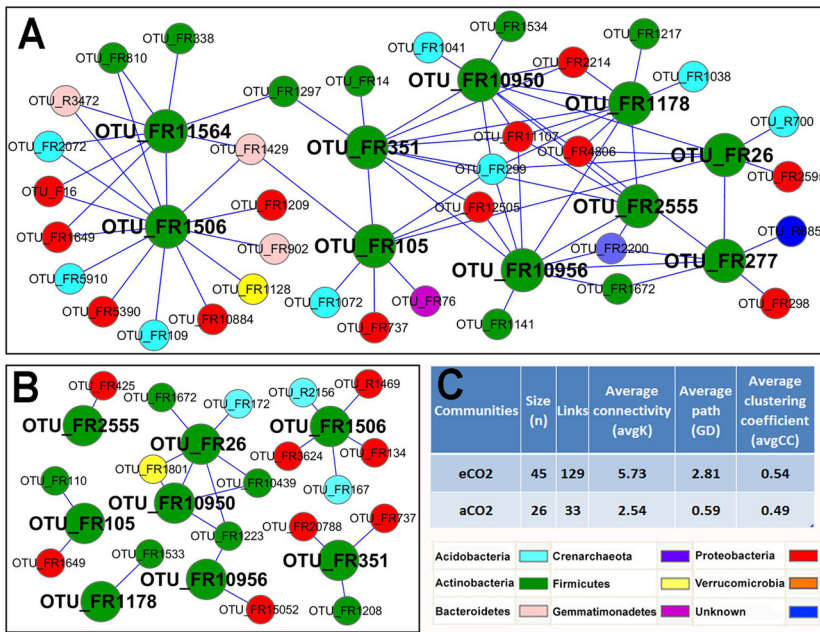 A
OTU_FR338
OTU_FR810
OTU_FR1041
OTU_FR1534
OTU_FR1217
OTU_FR2214
OTU_FR14
OTU_FR10950
OTU_FR1038
OTU_R3472
OTU_FR1297
OTU_FR1178
OTU_R700
OTU_FR11564
OTU_FR11107
OTU_FR2072
OTU_FR1429
OTU_FR351
OTU_FR4806
OTU_FR26
OTU_FR299
OTU_FR2595
OTU_F16
OTU_FR1209
OTU_FR12505
OTU_FR2555
OTU_FR1506
OTU_R685
OTU_FR1649
OTU_FR902
OTU_FR105
OTU_FR2200
OTU_FR277
OTU_FR5910
OTU_FR1128
OTU_FR10956
OTU_FR1672
OTU_FR1072
OTU_FR76
OTU_FR298
OTU_FR5390
OTU_FR10884
OTU_FR109
OTU_FR737
OTU_FR1141
B
OTU_FR425
OTU_FR1672
OTU_FR172
OTU_R2156
OTU_R1469
OTU_FR2555
OTU_FR26
OTU_FR1506
OTU_FR3624
OTU_FR134
OTU_FR1801
OTU_FR110
OTU_FR10439
OTU_FR167
OTU_FR10950
OTU_FR105
OTU_FR20788
OTU_FR737
OTU_FR1223
OTU_FR1533
OTU_FR1649
OTU_FR351
OTU_FR10956
OTU_FR1178
OTU_FR15052
OTU_FR1208
C
Communities Size (n) Links Average connectivity (avgK) Average path (GD) Average clustering coefficient (avgCC)
eCO2 45 129 5.73 2.81 0.54
aCO2 26 33 2.54 0.59 0.49
Acidobacteria Crenarchaeota Proteobacteria
Actinobacteria Firmicutes Verrucomicrobia
Bacteroidetes Gemmatimonadetes Unknown